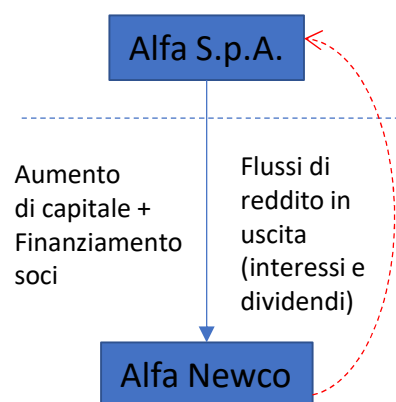 Alfa S.p.A.
Aumento
di capitale +
Finanziamento
soci
Flussi di
reddito in
uscita
(interessi e
dividendi)
Alfa Newco